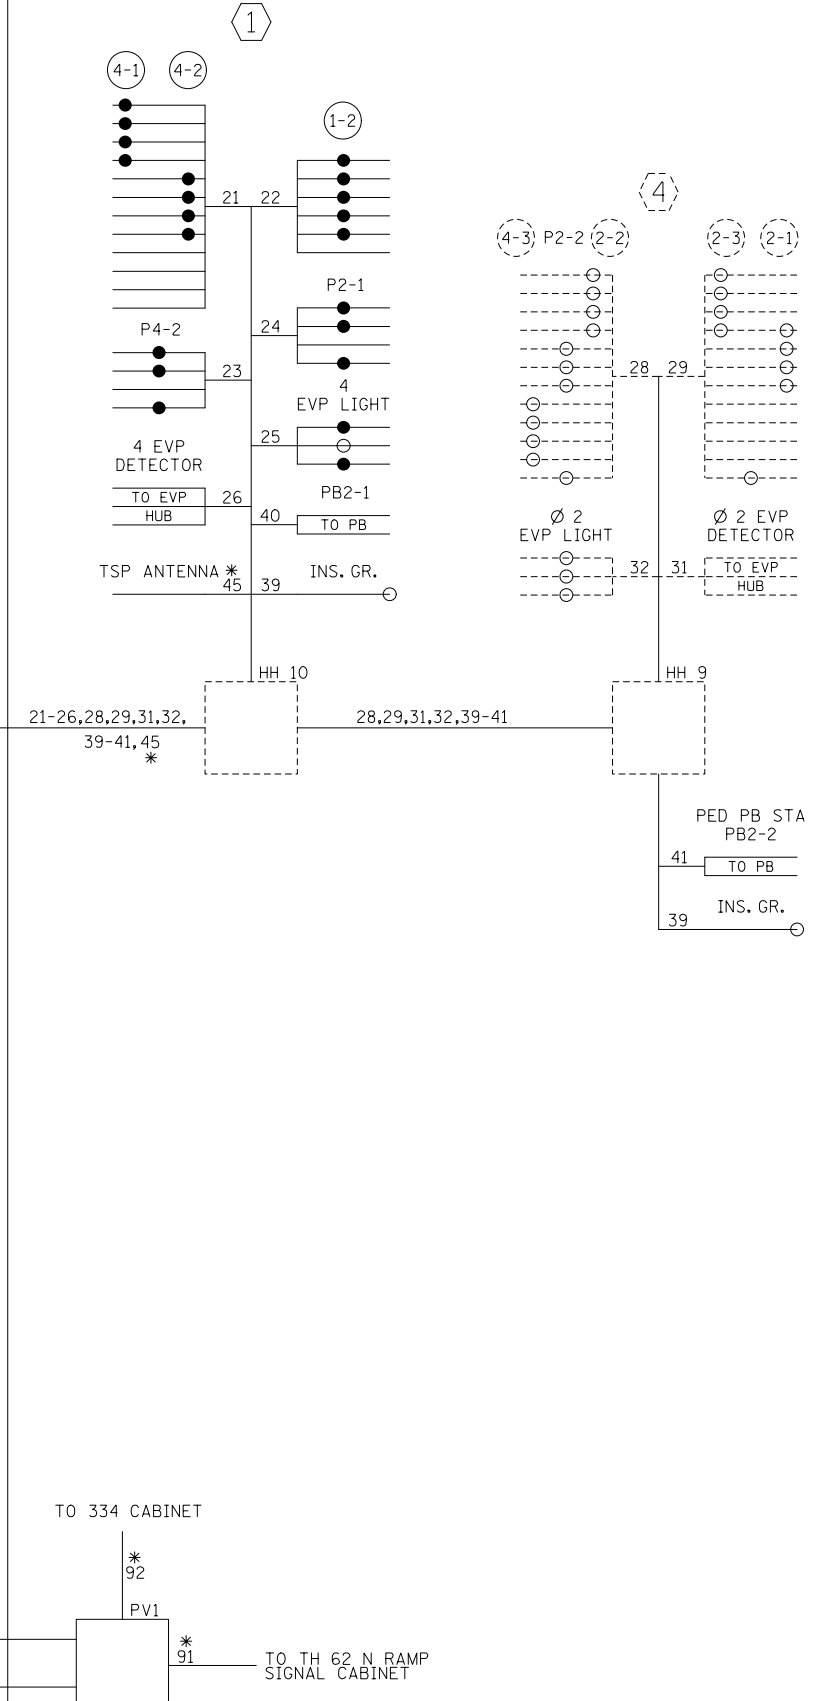 1
4-1 4-2
1-2
21 22
P2-1
24
P4-2
23
4
EVP LIGHT
25
4 EVP
DETECTOR
TO EVP
HUB
26
PB2-1
40
TO PB
TSP ANTENNA *
45 39
INS. GR.
HH 10
21-26,28,29,31,32,
39-41,45
*
28,29,31,32,39-41
4
4-3 P2-2 2-2
2-3 2-1
28 29
Ø 2
EVP LIGHT
Ø 2 EVP
DETECTOR
32 31
TO EVP
HUB
HH 9
PED PB STA
PB2-2
41
TO PB
INS. GR.
39
TO 334 CABINET
*
92
PV1
*
91
TO TH 62 N RAMP
SIGNAL CABINET